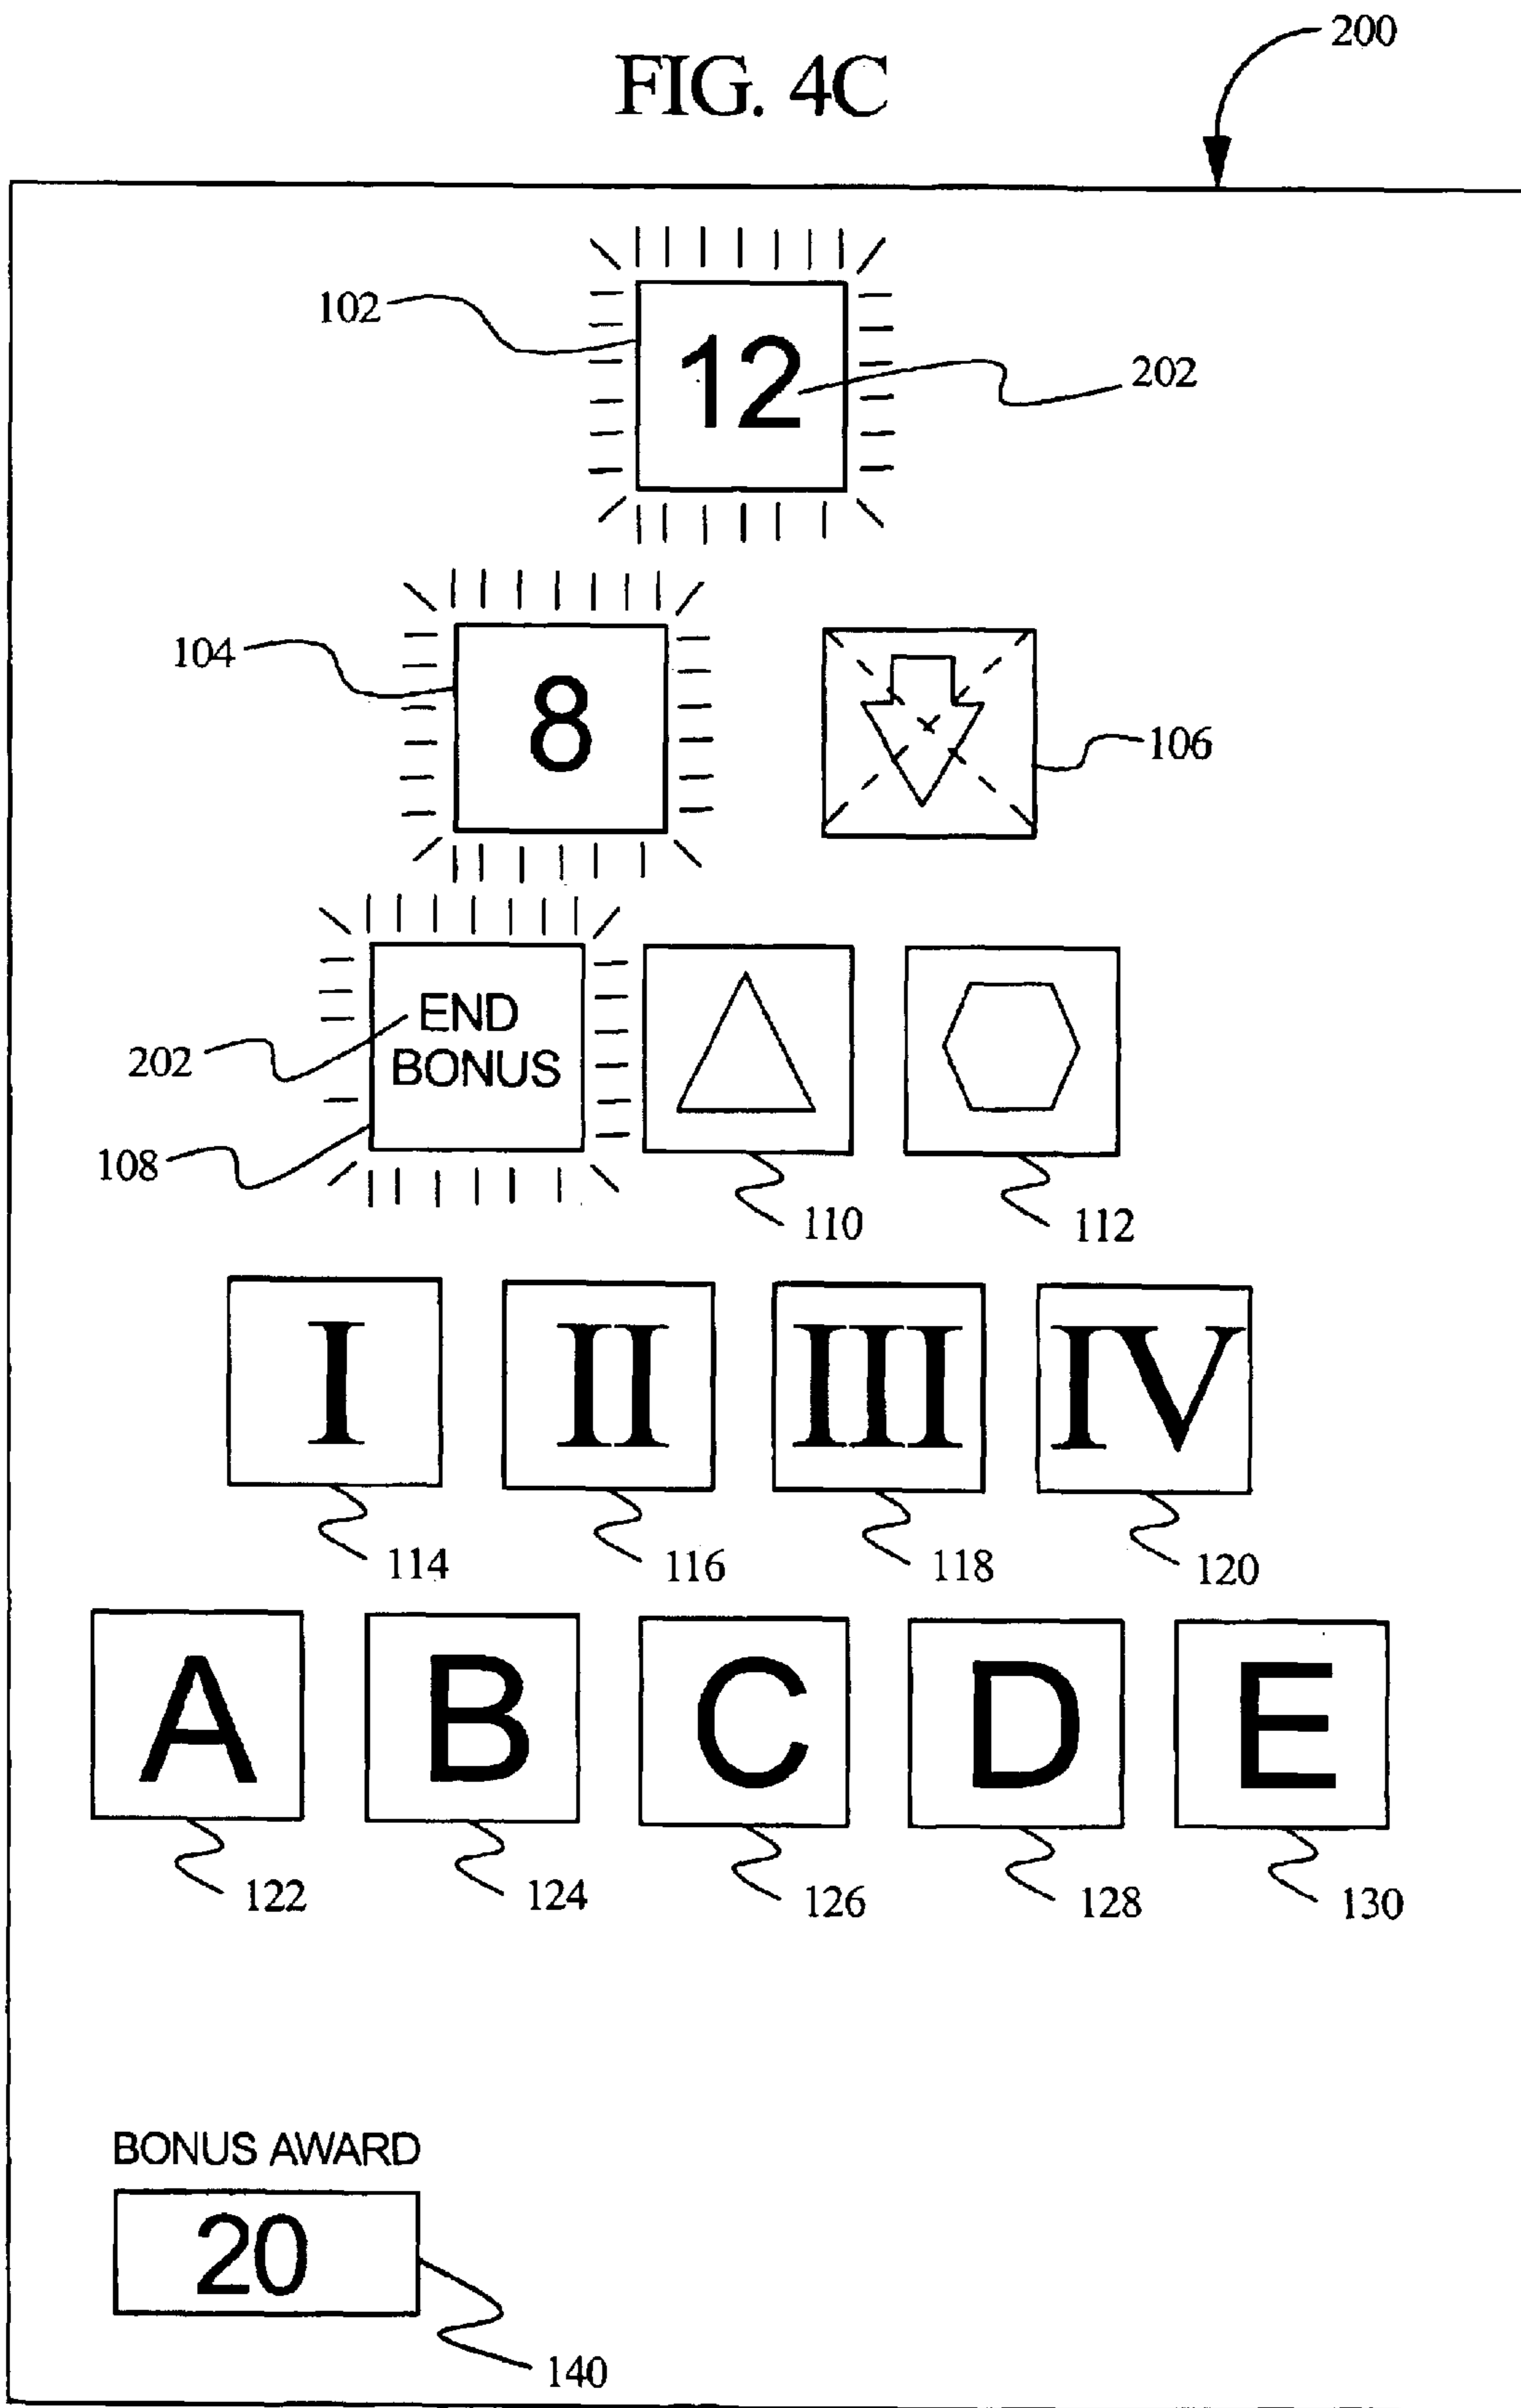 FIG. 4C
200
102
12
202
104
8
106
END
BONUS
202
108
110
112
I
II
III
IV
114
116
118
120
A
B
C
D
E
122
124
126
128
130
BONUS AWARD
20
140